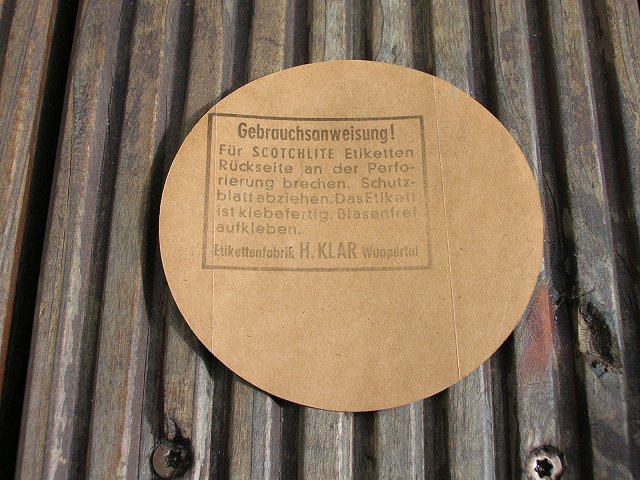 Gebrauchsanweisung!
Für SCOTCHLITE Etiketten
Rückseite an der Perfo-
rierung brechen. Schutz-
blatt abziehen. Das Etikett
ist klebefertig. Blasenfrei
aufkleben.
Etikettenfabrik H. KLAR Wuppertal